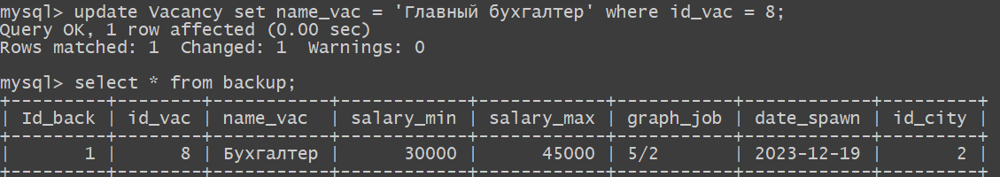 mysql> update Vacancy set name_vac = 'Главный бухгалтер' where id_vac = 8;
Query OK, 1 row affected (0.00 sec)
Rows matched: 1  Changed: 1  Warnings: 0
mysql> select * from backup;
+---------+--------+-----------+------------+------------+-----------+------------+---------+
| Id_back | id_vac | name_vac  | salary_min | salary_max | graph_job | date_spawn | id_city |
+---------+--------+-----------+------------+------------+-----------+------------+---------+
|       1 |      8 | Бухгалтер |      30000 |      45000 | 5/2       | 2023-12-19 |       2 |
+---------+--------+-----------+------------+------------+-----------+------------+---------+